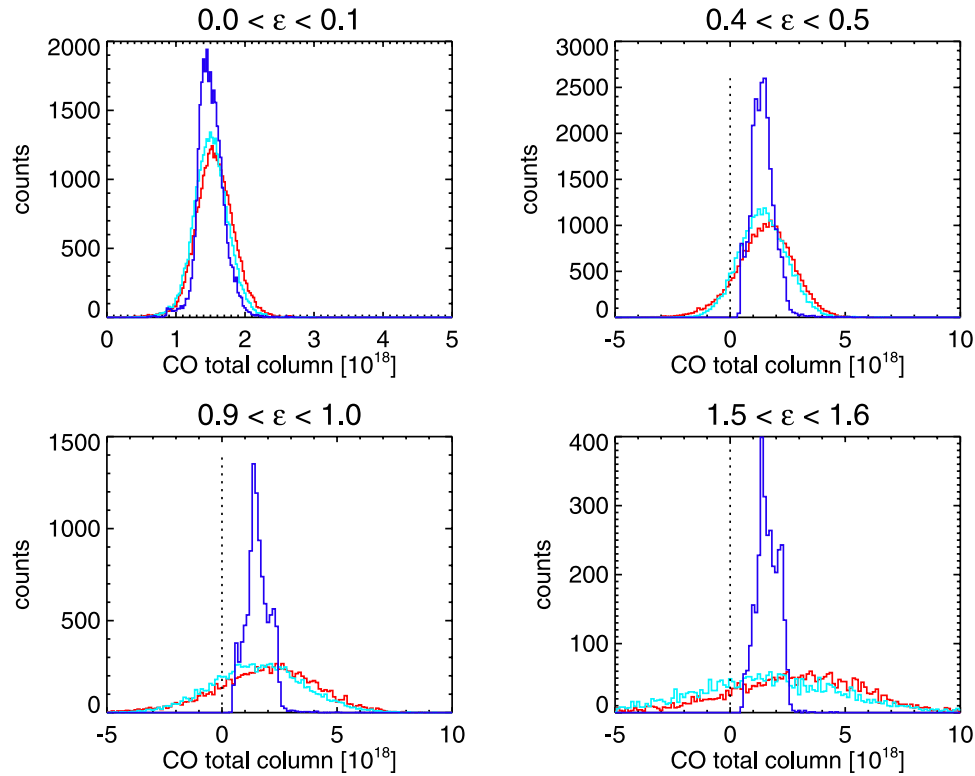 0.0 < ε < 0.1
2000
1500
1000
500
0
counts
0 1 2 3 4 5
CO total column [10^18]
0.4 < ε < 0.5
3000
2500
2000
1500
1000
500
0
counts
-5 0 5 10
CO total column [10^18]
0.9 < ε < 1.0
1500
1000
500
0
counts
-5 0 5 10
CO total column [10^18]
1.5 < ε < 1.6
400
300
200
100
0
counts
-5 0 5 10
CO total column [10^18]